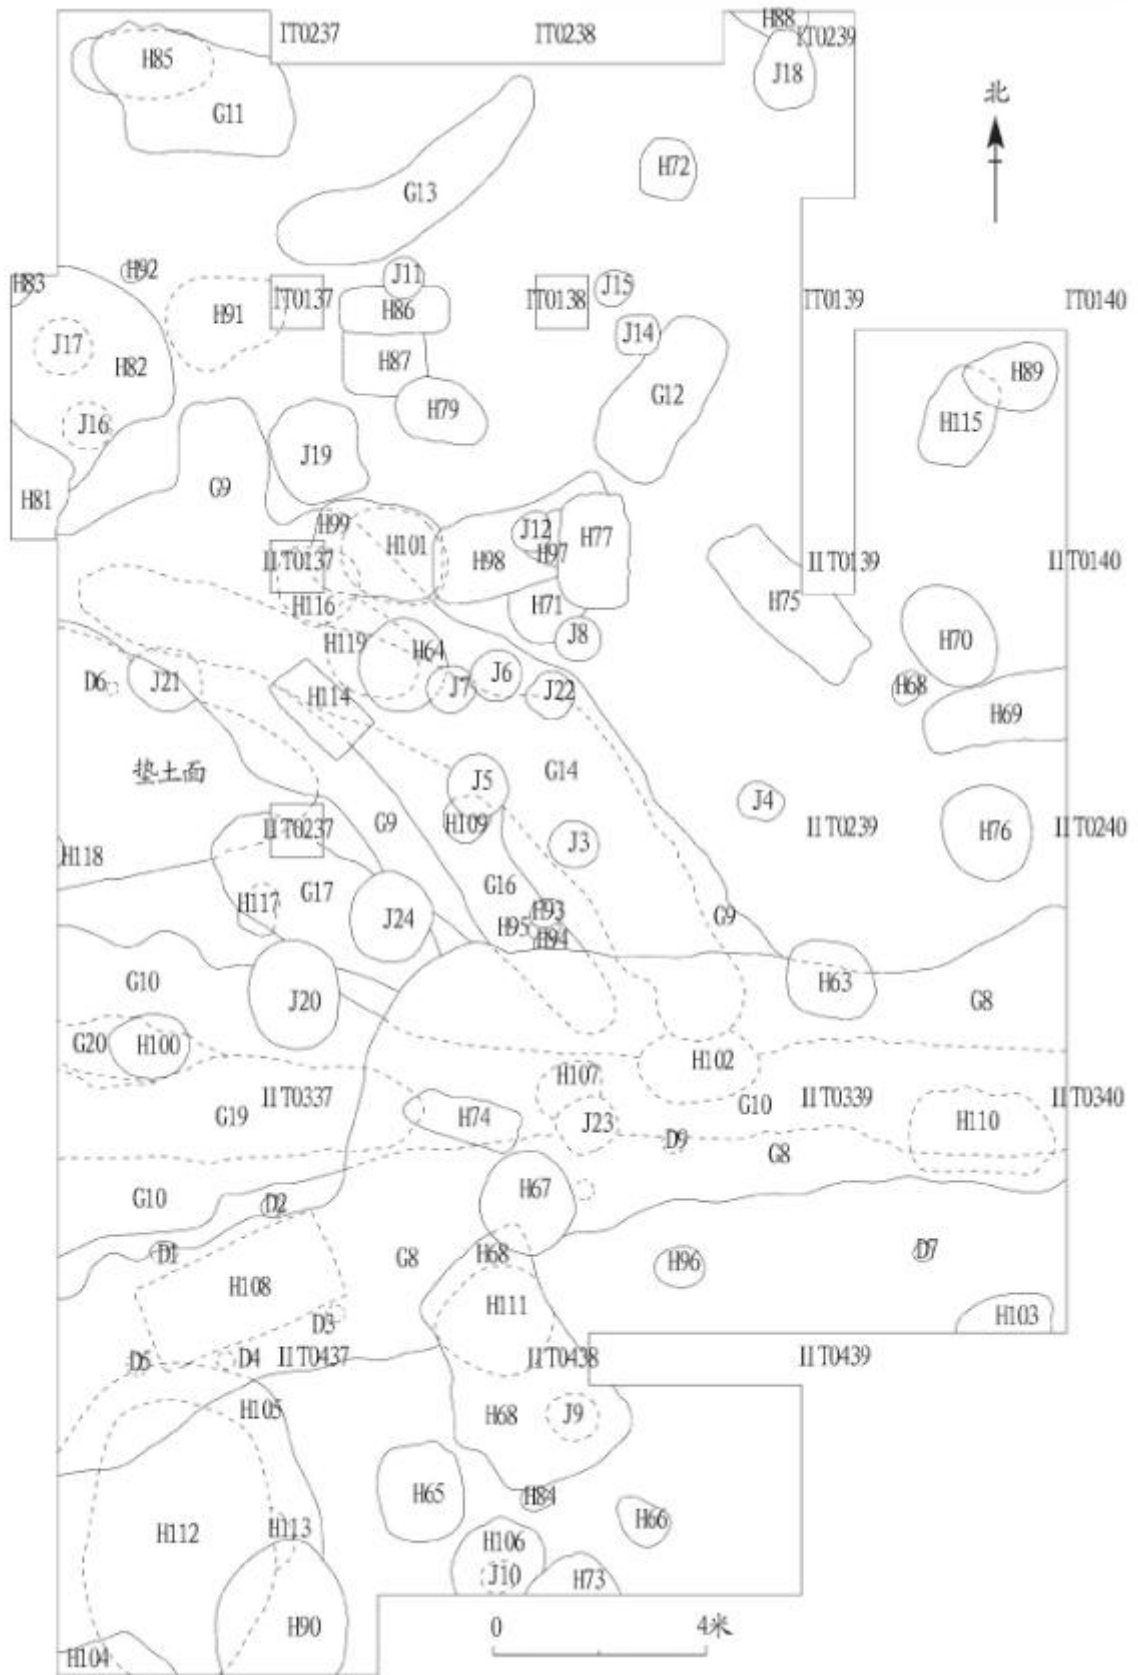 H88
IT0237
IT0238
IT0239
H85
J18
G11
北
H72
G13
H92
J11
H83
IT0137
IT0138
J15
IT0139
IT0140
H91
H86
J14
J17
H82
H87
H89
G12
H79
J16
H115
J19
G9
H81
H99
J12
H101
H77
H98
H97
IIT0137
IIT0139
IIT0140
H116
H71
H75
J8
H119
H64
H70
J6
D6
J21
J7
J22
H68
H114
H69
垫土面
G14
J5
J4
G9
H109
IIT0237
IIT0239
H76
IIT0240
J3
H118
G16
G17
H117
J24
H93
G9
H95
H94
G10
H63
J20
G8
G20
H100
H102
H107
IIT0337
G10
IIT0339
IIT0340
G19
H74
J23
H110
D9
G8
G10
H67
D2
D1
G8
H68
H96
D7
H108
H111
D3
H103
D5
D4
IIT0437
IIT0438
IIT0439
H105
H68
J9
H65
H84
H66
H112
H113
H106
J10
H73
H90
0
4米
H104